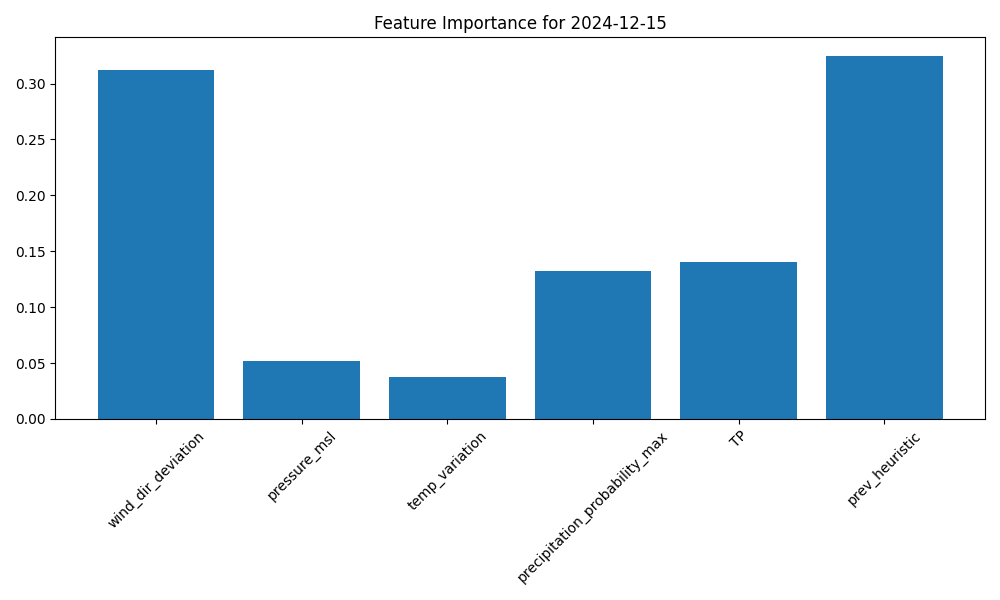 Feature Importance for 2024-12-15
0.30
0.25
0.20
0.15
0.10
0.05
0.00
wind_dir_deviation
pressure_msl
temp_variation
precipitation_probability_max
TP
prev_heuristic